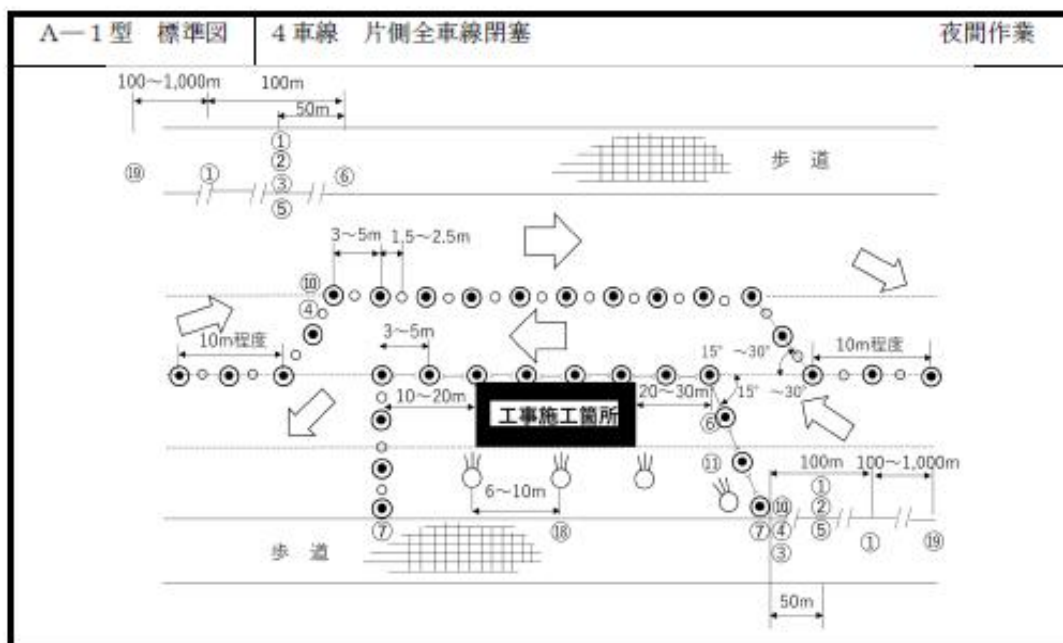 A－1型 標準図 4車線 片側全車線閉塞 夜間作業
100～1,000m 100m
50m
①
②
歩 道
⑲ ① ③ ⑥
⑤
3～5m 1.5～2.5m
⑩
④
10m程度 3～5m 15° ～30° 10m程度
10～20m 工事施工箇所 20～30m 15° ～30°
⑥
⑪ 100m 100～1,000m
6～10m ①
②
⑩
⑦ ⑱ ⑦ ④ ⑤ ① ⑲
③
歩 道
50m